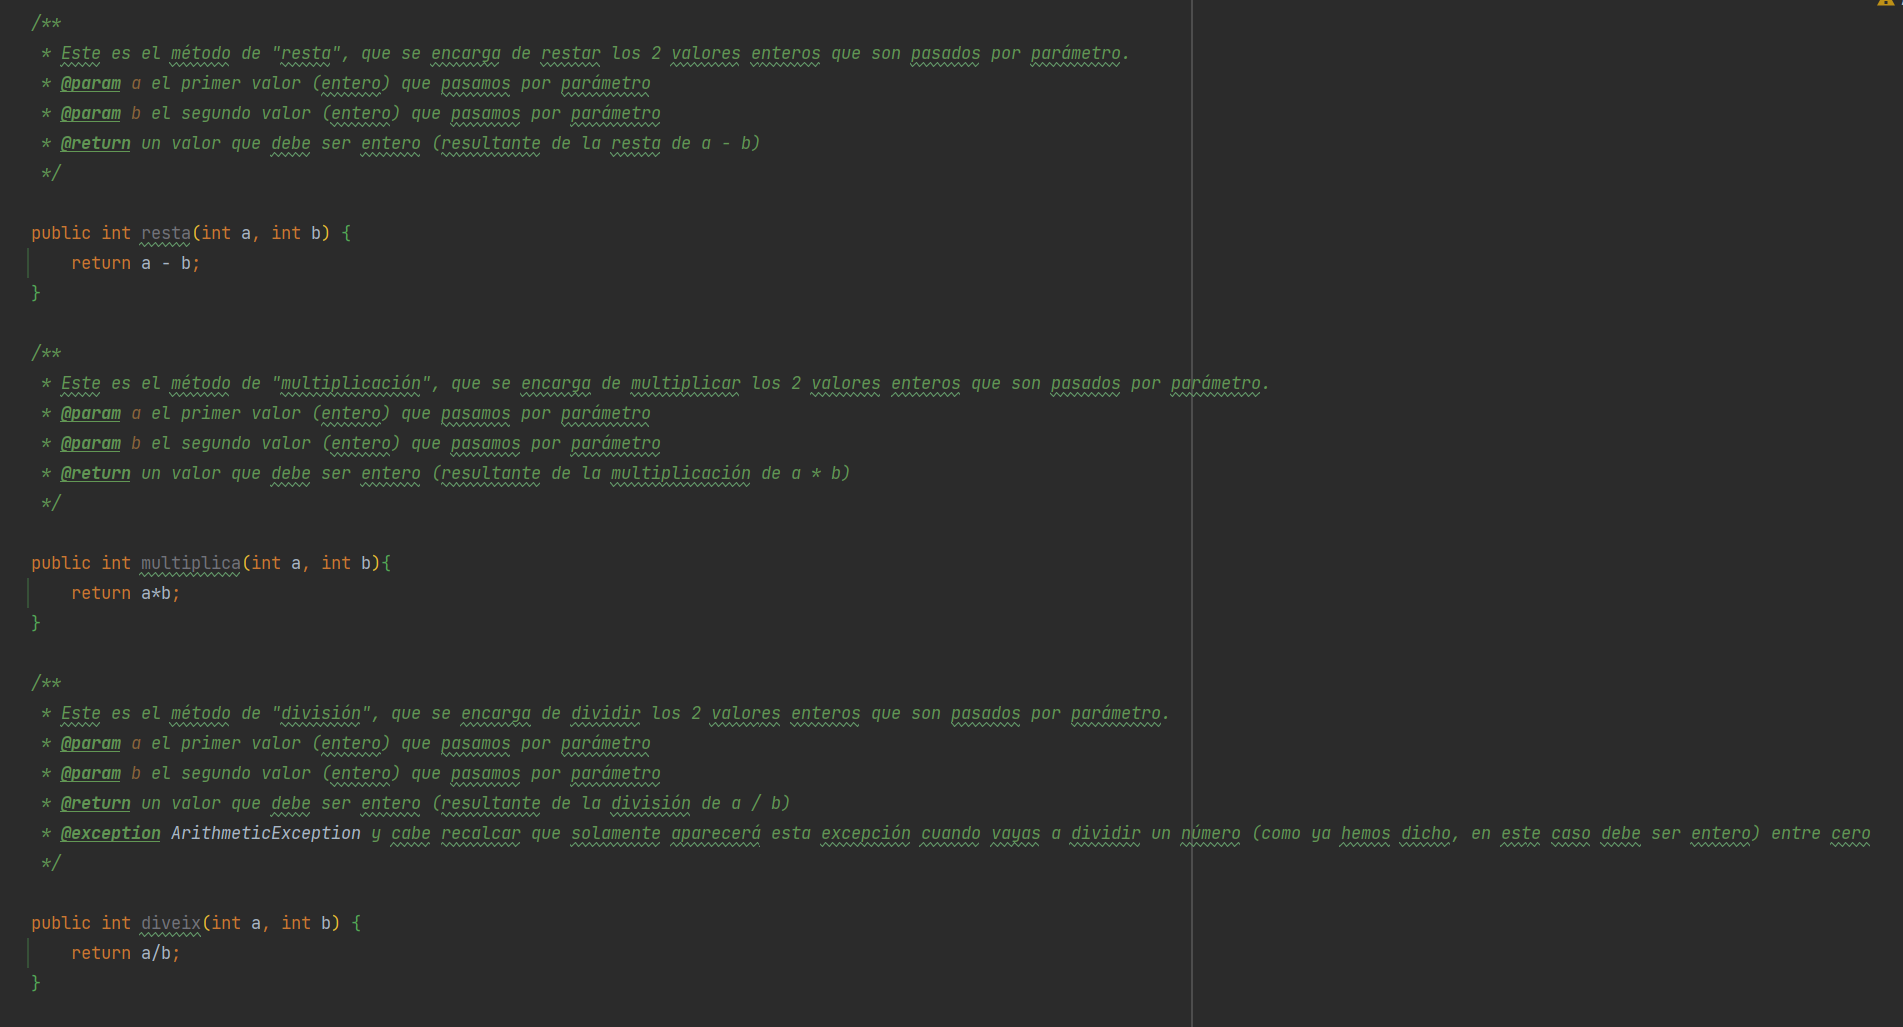 /**
 * Este es el método de "resta", que se encarga de restar los 2 valores enteros que son pasados por parámetro.
 * @param a el primer valor (entero) que pasamos por parámetro
 * @param b el segundo valor (entero) que pasamos por parámetro
 * @return un valor que debe ser entero (resultante de la resta de a - b)
 */
public int resta(int a, int b) {
    return a - b;
}
/**
 * Este es el método de "multiplicación", que se encarga de multiplicar los 2 valores enteros que son pasados por parámetro.
 * @param a el primer valor (entero) que pasamos por parámetro
 * @param b el segundo valor (entero) que pasamos por parámetro
 * @return un valor que debe ser entero (resultante de la multiplicación de a * b)
 */
public int multiplica(int a, int b){
    return a*b;
}
/**
 * Este es el método de "división", que se encarga de dividir los 2 valores enteros que son pasados por parámetro.
 * @param a el primer valor (entero) que pasamos por parámetro
 * @param b el segundo valor (entero) que pasamos por parámetro
 * @return un valor que debe ser entero (resultante de la división de a / b)
 * @exception ArithmeticException y cabe recalcar que solamente aparecerá esta excepción cuando vayas a dividir un número (como ya hemos dicho, en este caso debe ser entero) entre cero
 */
public int diveix(int a, int b) {
    return a/b;
}